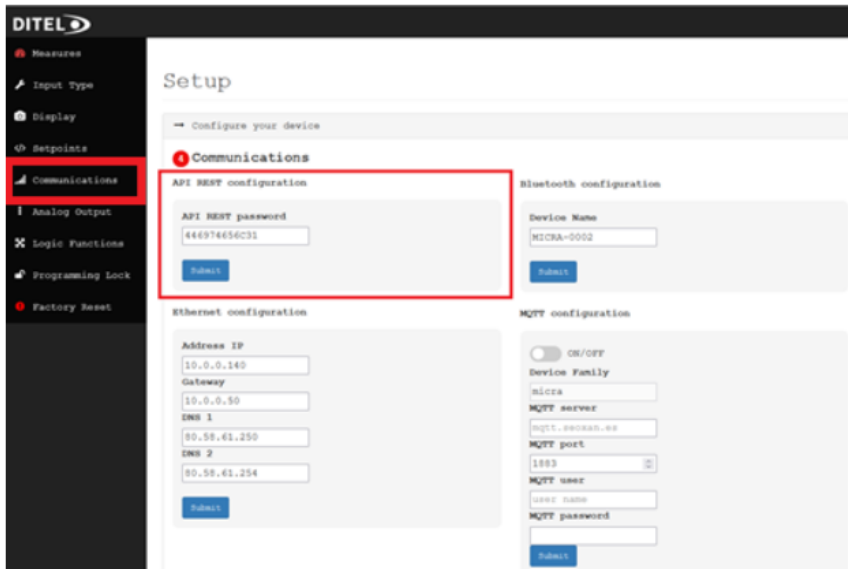 DITEL
Measures
Input Type
Display
Setpoints
Communications
Analog Output
Logic Functions
Programming Lock
Factory Reset
Setup
→ Configure your device
4 Communications
API REST configuration
API REST password
446974656C31
Submit
Bluetooth configuration
Device Name
MICRA-0002
Submit
Ethernet configuration
Address IP
10.0.0.140
Gateway
10.0.0.50
DNS 1
80.58.61.250
DNS 2
80.58.61.254
Submit
MQTT configuration
ON/OFF
Device Family
micra
MQTT server
mqtt.seoxan.es
MQTT port
1883
MQTT user
user name
MQTT password
Submit